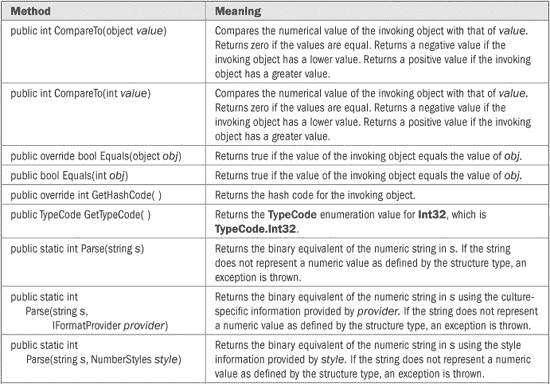 Method Meaning
public int CompareTo(object value) Compares the numerical value of the invoking object with that of value.
Returns zero if the values are equal. Returns a negative value if the
invoking object has a lower value. Returns a positive value if the invoking
object has a greater value.
public int CompareTo(int value) Compares the numerical value of the invoking object with that of value.
Returns zero if the values are equal. Returns a negative value if the
invoking object has a lower value. Returns a positive value if the invoking
object has a greater value.
public override bool Equals(object obj) Returns true if the value of the invoking object equals the value of obj.
public bool Equals(int obj) Returns true if the value of the invoking object equals the value of obj.
public override int GetHashCode( ) Returns the hash code for the invoking object.
public TypeCode GetTypeCode( ) Returns the TypeCode enumeration value for Int32, which is
TypeCode.Int32.
public static int Parse(string s) Returns the binary equivalent of the numeric string in s. If the string
does not represent a numeric value as defined by the structure type, an
exception is thrown.
public static int Returns the binary equivalent of the numeric string in s using the culture-
Parse(string s, specific information provided by provider. If the string does not represent
IFormatProvider provider) a numeric value as defined by the structure type, an exception is thrown.
public static int Returns the binary equivalent of the numeric string in s using the style
Parse(string s, NumberStyles style) information provided by style. If the string does not represent a numeric
value as defined by the structure type, an exception is thrown.